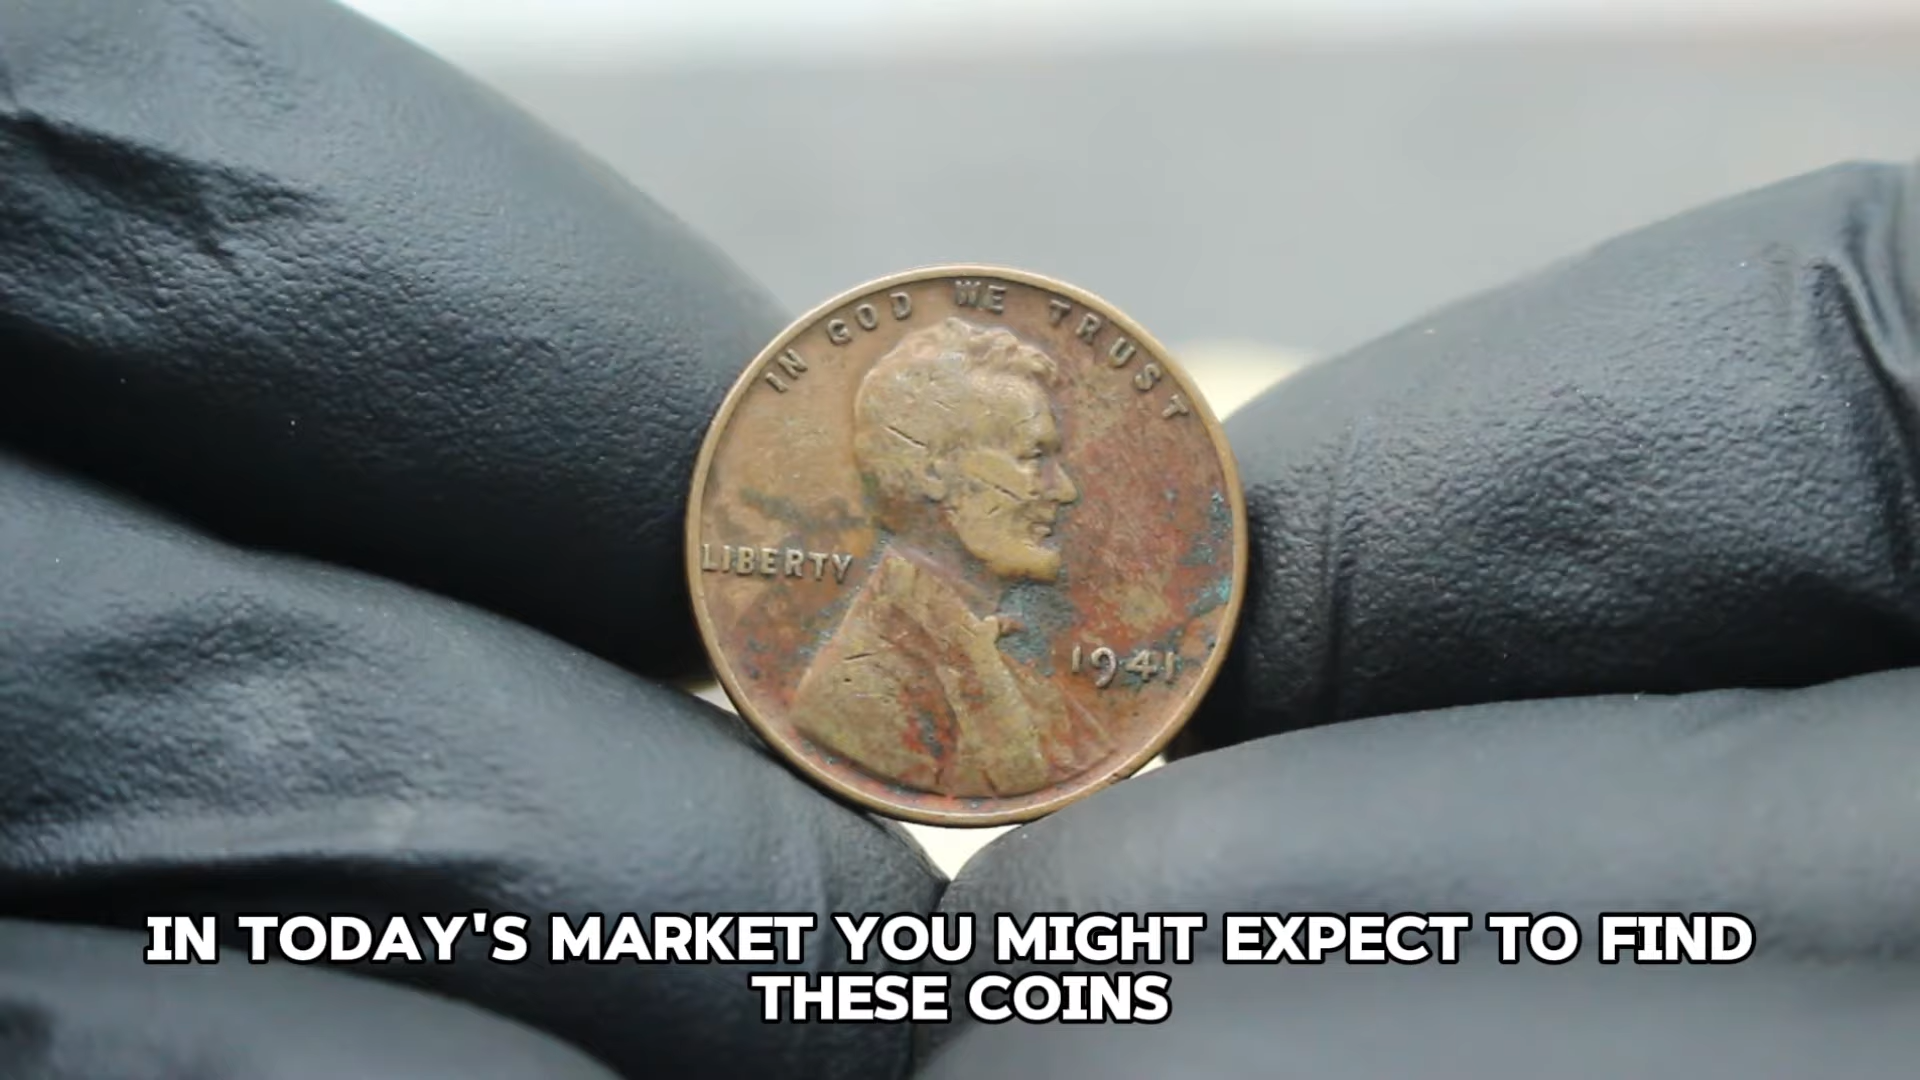 IN GOD WE TRUST
LIBERTY
1941
IN TODAY'S MARKET YOU MIGHT EXPECT TO FIND
THESE COINS